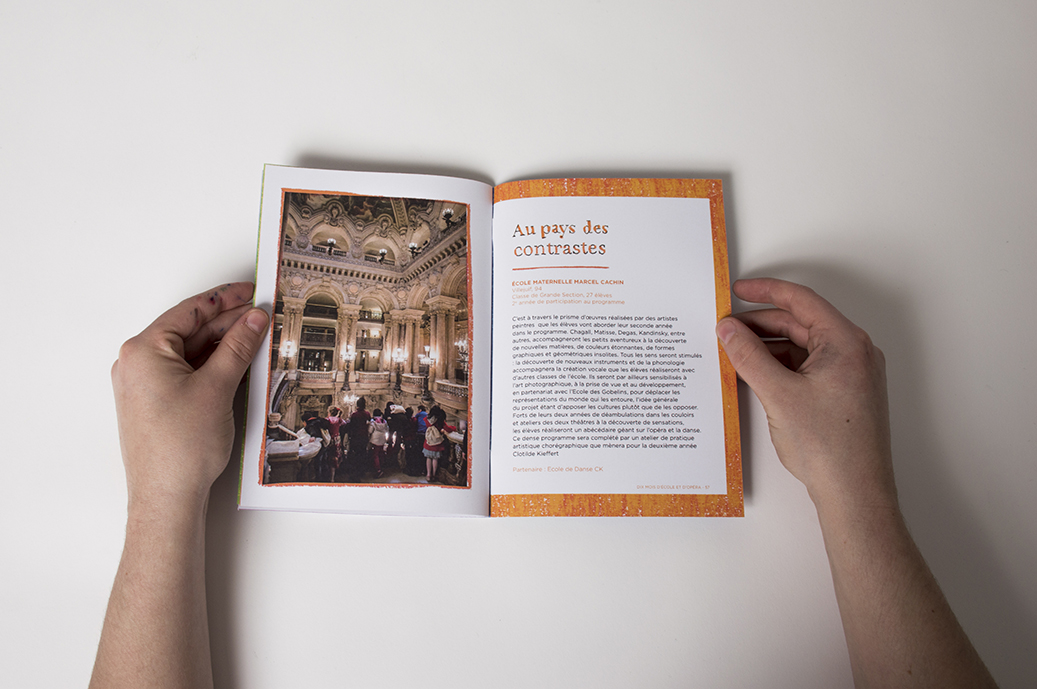 Au pays des
contrastes
ÉCOLE MATERNELLE MARCEL CACHIN
Villejuif, 94
Classe de Grande Section, 27 élèves
2e année de participation au programme
C'est à travers le prisme d'œuvres réalisées par des artistes
peintres que les élèves vont aborder leur seconde année
dans le programme. Chagall, Matisse, Degas, Kandinsky, entre
autres, accompagneront les petits aventureux à la découverte
de nouvelles matières, de couleurs étonnantes, de formes
graphiques et géométriques insolites. Tous les sens seront stimulés
: la découverte de nouveaux instruments et de la phonologie
accompagnera la création vocale que les élèves réaliseront avec
d'autres classes de l'école. Ils seront par ailleurs sensibilisés à
l'art photographique, à la prise de vue et au développement,
en partenariat avec l'Ecole des Gobelins, pour déplacer les
représentations du monde qui les entoure, l'idée générale
du projet étant d'apposer les cultures plutôt que de les opposer.
Forts de leurs deux années de déambulations dans les couloirs
et ateliers des deux théâtres à la découverte de sensations,
les élèves réaliseront un abécédaire géant sur l'opéra et la danse.
Ce dense programme sera complété par un atelier de pratique
artistique chorégraphique que mènera pour la deuxième année
Clotilde Kieffert
Partenaire : École de Danse CK
DIX MOIS D'ÉCOLE ET D'OPÉRA - 57